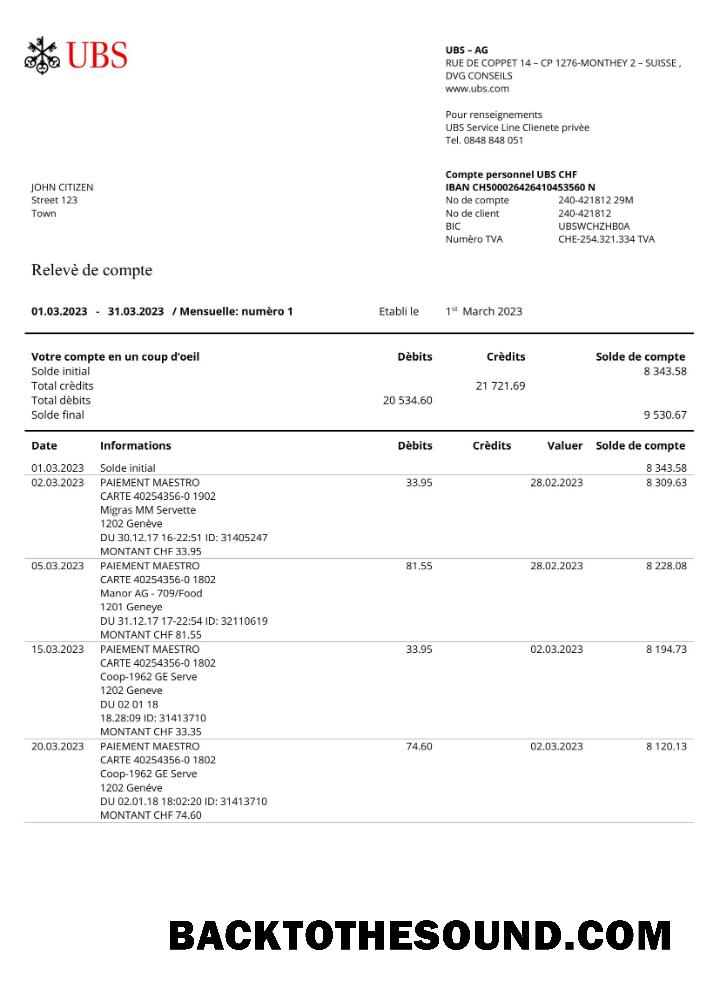 UBS
UBS – AG
RUE DE COPPET 14 – CP 1276-MONTHEY 2 – SUISSE ,
DVG CONSEILS
www.ubs.com
Pour renseignements
UBS Service Line Clienete privèe
Tel. 0848 848 051
JOHN CITIZEN
Street 123
Town
Compte personnel UBS CHF
IBAN CH500026426410453560 N
No de compte 240-421812 29M
No de client 240-421812
BIC UBSWCHZHB0A
Numèro TVA CHE-254.321.334 TVA
Relevè de compte
01.03.2023 - 31.03.2023 / Mensuelle: numèro 1 Etabli le 1st March 2023
Votre compte en un coup d’oeil Dèbits Crèdits Solde de compte
Solde initial 8 343.58
Total crèdits 21 721.69
Total dèbits 20 534.60
Solde final 9 530.67
Date Informations Dèbits Crèdits Valuer Solde de compte
01.03.2023 Solde initial 8 343.58
02.03.2023 PAIEMENT MAESTRO 33.95 28.02.2023 8 309.63
CARTE 40254356-0 1902
Migras MM Servette
1202 Genève
DU 30.12.17 16-22:51 ID: 31405247
MONTANT CHF 33.95
05.03.2023 PAIEMENT MAESTRO 81.55 28.02.2023 8 228.08
CARTE 40254356-0 1802
Manor AG - 709/Food
1201 Geneye
DU 31.12.17 17-22:54 ID: 32110619
MONTANT CHF 81.55
15.03.2023 PAIEMENT MAESTRO 33.95 02.03.2023 8 194.73
CARTE 40254356-0 1802
Coop-1962 GE Serve
1202 Geneve
DU 02 01 18
18.28:09 ID: 31413710
MONTANT CHF 33.35
20.03.2023 PAIEMENT MAESTRO 74.60 02.03.2023 8 120.13
CARTE 40254356-0 1802
Coop-1962 GE Serve
1202 Genéve
DU 02.01.18 18:02:20 ID: 31413710
MONTANT CHF 74.60
BACKTOTHESOUND.COM